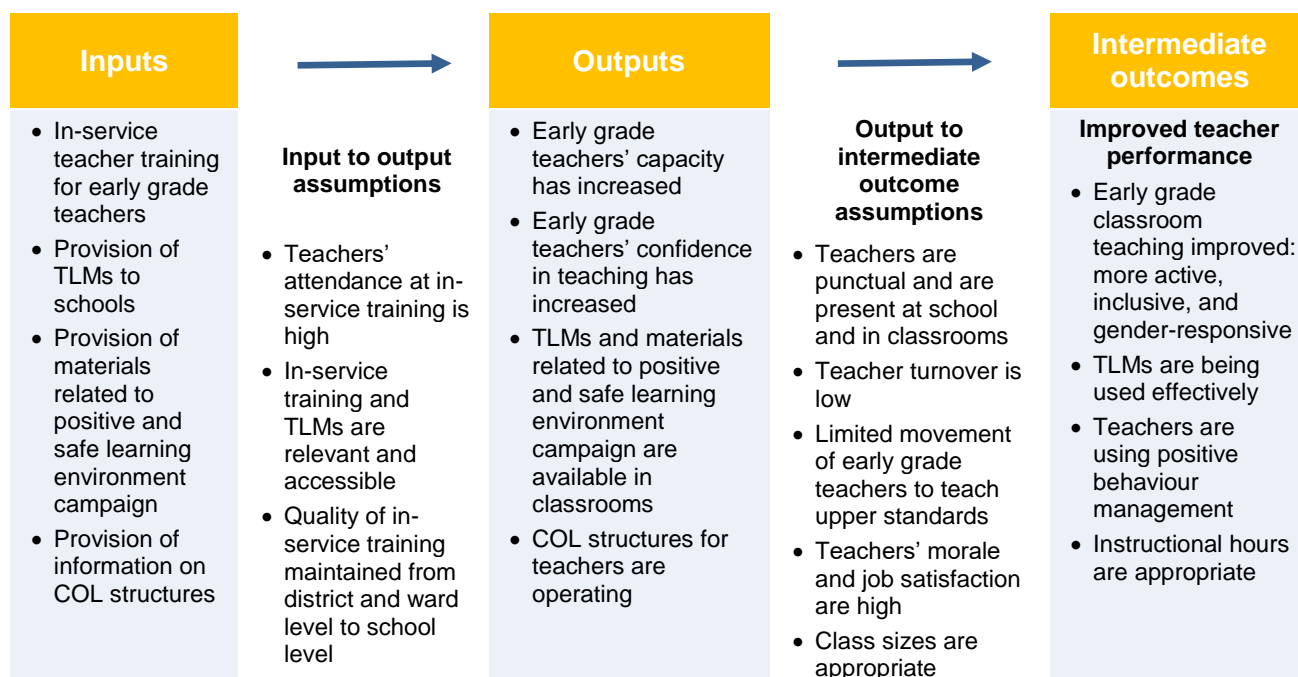 Inputs
• In-service
teacher training
for early grade
teachers
• Provision of
TLMs to
schools
• Provision of
materials
related to
positive and
safe learning
environment
campaign
• Provision of
information on
COL structures
Input to output
assumptions
• Teachers’
attendance at in-
service training is
high
• In-service
training and
TLMs are
relevant and
accessible
• Quality of in-
service training
maintained from
district and ward
level to school
level
Outputs
• Early grade
teachers’ capacity
has increased
• Early grade
teachers’ confidence
in teaching has
increased
• TLMs and materials
related to positive
and safe learning
environment
campaign are
available in
classrooms
• COL structures for
teachers are
operating
Output to
intermediate
outcome
assumptions
• Teachers are
punctual and are
present at school
and in classrooms
• Teacher turnover is
low
• Limited movement
of early grade
teachers to teach
upper standards
• Teachers’ morale
and job satisfaction
are high
• Class sizes are
appropriate
Intermediate
outcomes
Improved teacher
performance
• Early grade
classroom
teaching improved:
more active,
inclusive, and
gender-responsive
• TLMs are being
used effectively
• Teachers are
using positive
behaviour
management
• Instructional hours
are appropriate